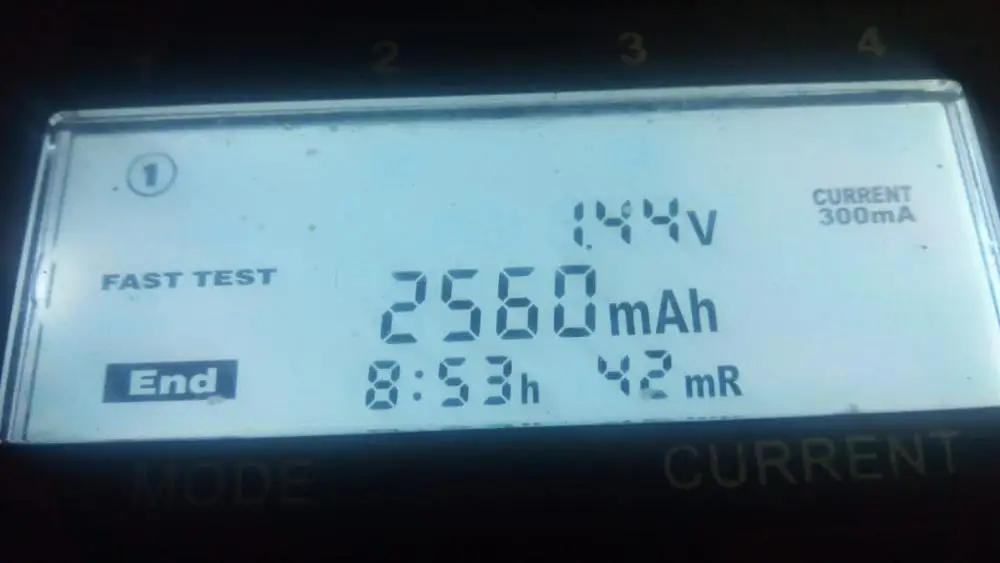 1 2 3 4
1
1.44V
CURRENT
300mA
FAST TEST
2560mAh
End
8:53h 42mR
MODE CURRENT